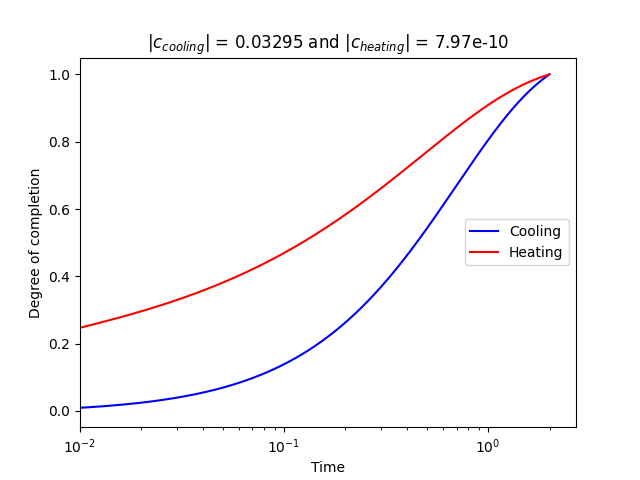 |c_cooling| = 0.03295 and |c_heating| = 7.97e-10
1.0
0.8
0.6
0.4
0.2
0.0
Degree of completion
Cooling
Heating
10^-2
10^-1
10^0
Time